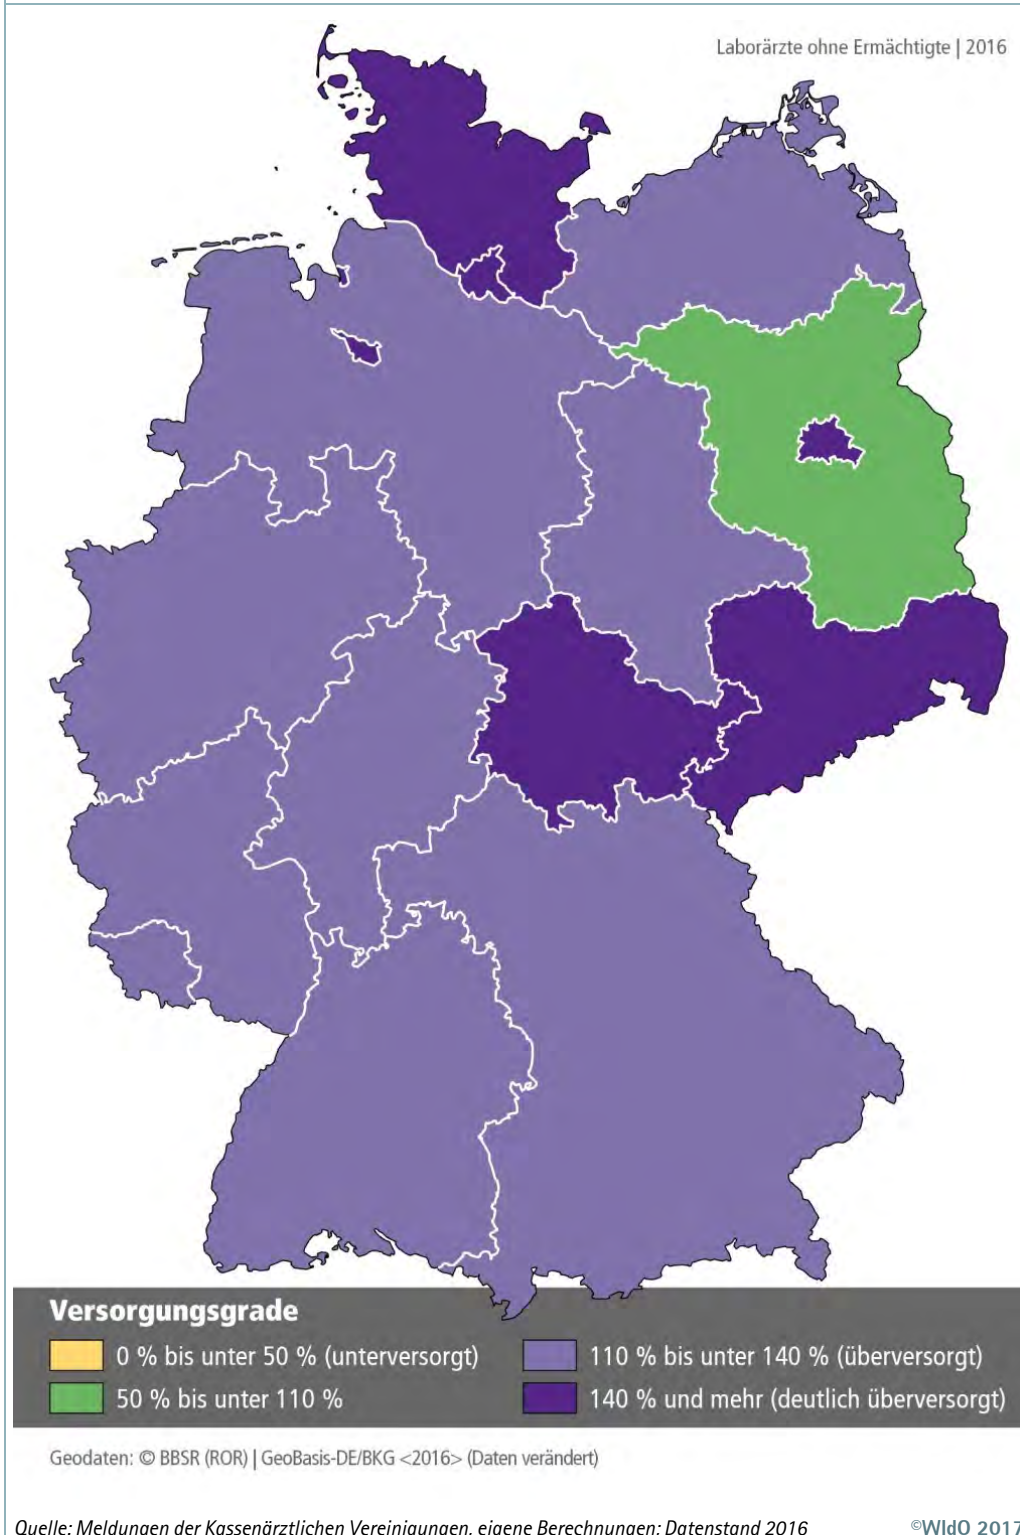 Laborärzte ohne Ermächtigte | 2016
Versorgungsgrade
0 % bis unter 50 % (unterversorgt)
110 % bis unter 140 % (überversorgt)
50 % bis unter 110 %
140 % und mehr (deutlich überversorgt)
Geodaten: © BBSR (ROR) | GeoBasis-DE/BKG <2016> (Daten verändert)
Quelle: Meldungen der Kassenärztlichen Vereinigungen, eigene Berechnungen; Datenstand 2016
©WIdO 2017